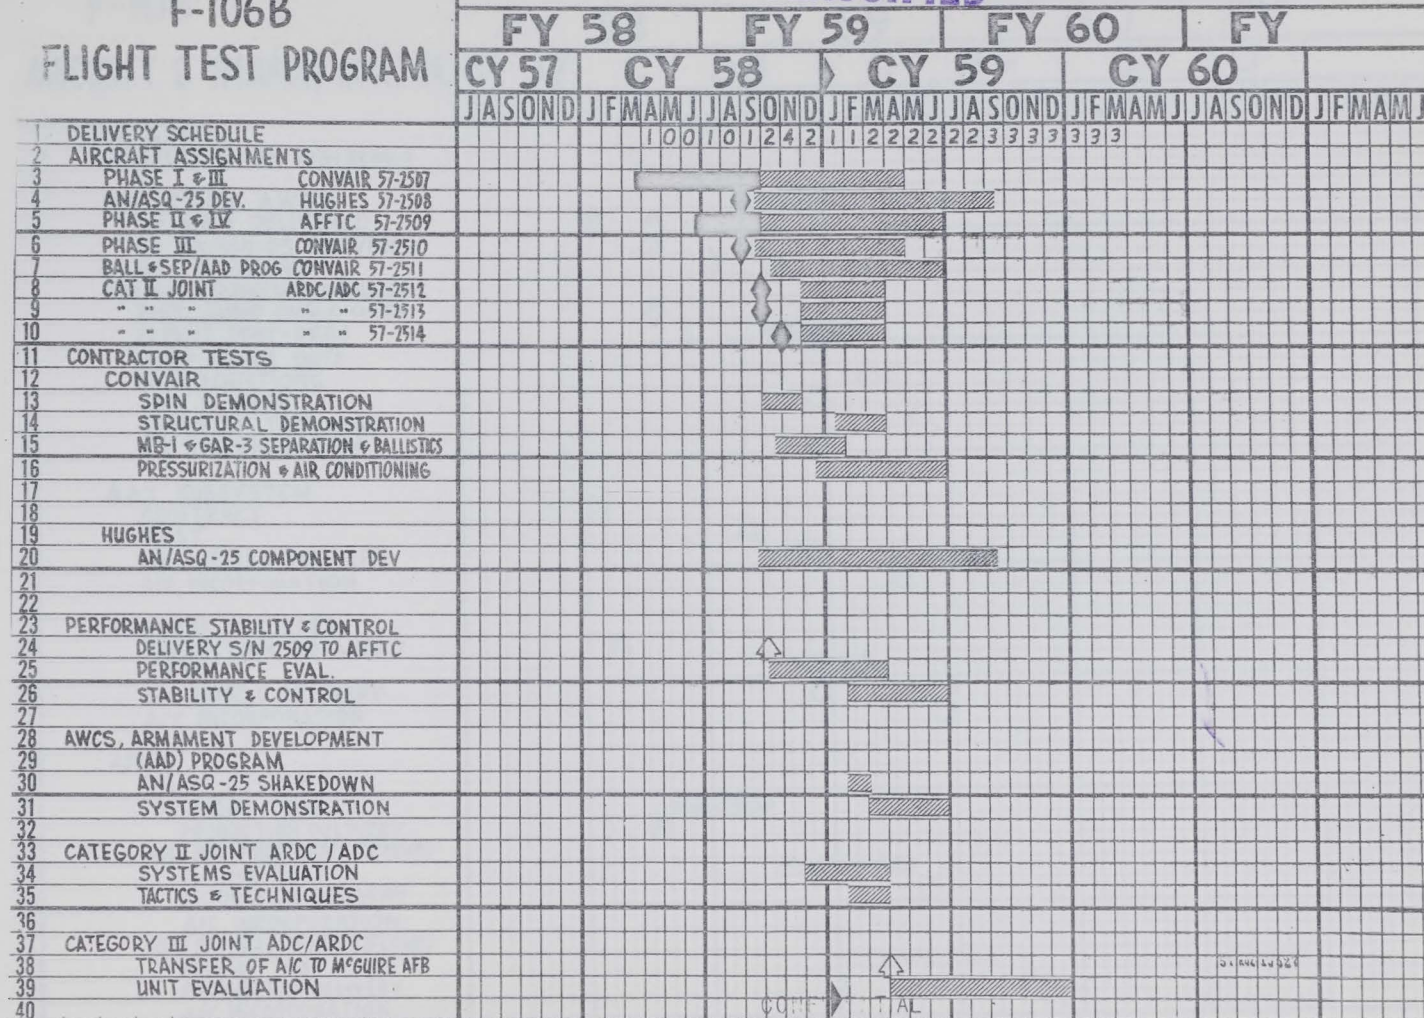 F-106B
FLIGHT TEST PROGRAM
FY 58 FY 59 FY 60 FY
CY 57 CY 58 CY 59 CY 60
J A S O N D J F M A M J J A S O N D J F M A M J J A S O N D J F M A M J J A S O N D J F M A M J
1 DELIVERY SCHEDULE 1 0 0 1 0 1 2 4 2 1 1 2 2 2 2 2 2 3 3 3 3 3 3 3
2 AIRCRAFT ASSIGNMENTS
3 PHASE I & III CONVAIR 57-2507
4 AN/ASQ-25 DEV. HUGHES 57-2508
5 PHASE II & IV AFFTC 57-2509
6 PHASE III CONVAIR 57-2510
7 BALL & SEP/AAD PROG CONVAIR 57-2511
8 CAT II JOINT ARDC/ADC 57-2512
9 " " " " 57-2513
10 " " " " 57-2514
11 CONTRACTOR TESTS
12 CONVAIR
13 SPIN DEMONSTRATION
14 STRUCTURAL DEMONSTRATION
15 MB-1 & GAR-3 SEPARATION & BALLISTICS
16 PRESSURIZATION & AIR CONDITIONING
17
18
19 HUGHES
20 AN/ASQ-25 COMPONENT DEV
21
22
23 PERFORMANCE STABILITY & CONTROL
24 DELIVERY S/N 2509 TO AFFTC
25 PERFORMANCE EVAL.
26 STABILITY & CONTROL
27
28 AWCS, ARMAMENT DEVELOPMENT
29 (AAD) PROGRAM
30 AN/ASQ-25 SHAKEDOWN
31 SYSTEM DEMONSTRATION
32
33 CATEGORY II JOINT ARDC / ADC
34 SYSTEMS EVALUATION
35 TACTICS & TECHNIQUES
36
37 CATEGORY III JOINT ADC/ARDC
38 TRANSFER OF A/C TO McGUIRE AFB
39 UNIT EVALUATION
40